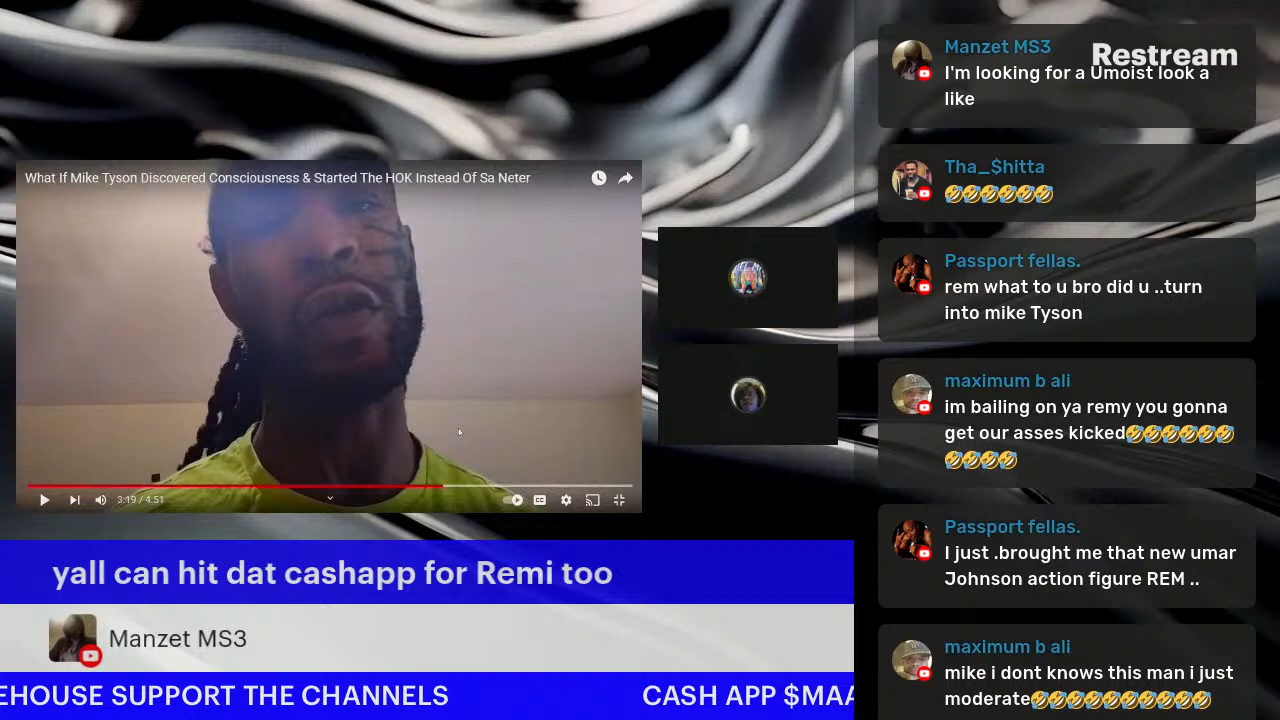 What If Mike Tyson Discovered Consciousness & Started The HOK Instead Of Sa Neter
3:19 / 4:51
yall can hit dat cashapp for Remi too
Manzet MS3
EHOUSE SUPPORT THE CHANNELS
CASH APP $MAA
Restream
Manzet MS3
I'm looking for a Umoist look a
like
Tha_$hitta
🤣🤣🤣🤣🤣🤣
Passport fellas.
rem what to u bro did u ..turn
into mike Tyson
maximum b ali
im bailing on ya remy you gonna
get our asses kicked🤣🤣🤣🤣🤣🤣
🤣🤣🤣🤣
Passport fellas.
I just .brought me that new umar
Johnson action figure REM ..
maximum b ali
mike i dont knows this man i just
moderate🤣🤣🤣🤣🤣🤣🤣🤣🤣🤣